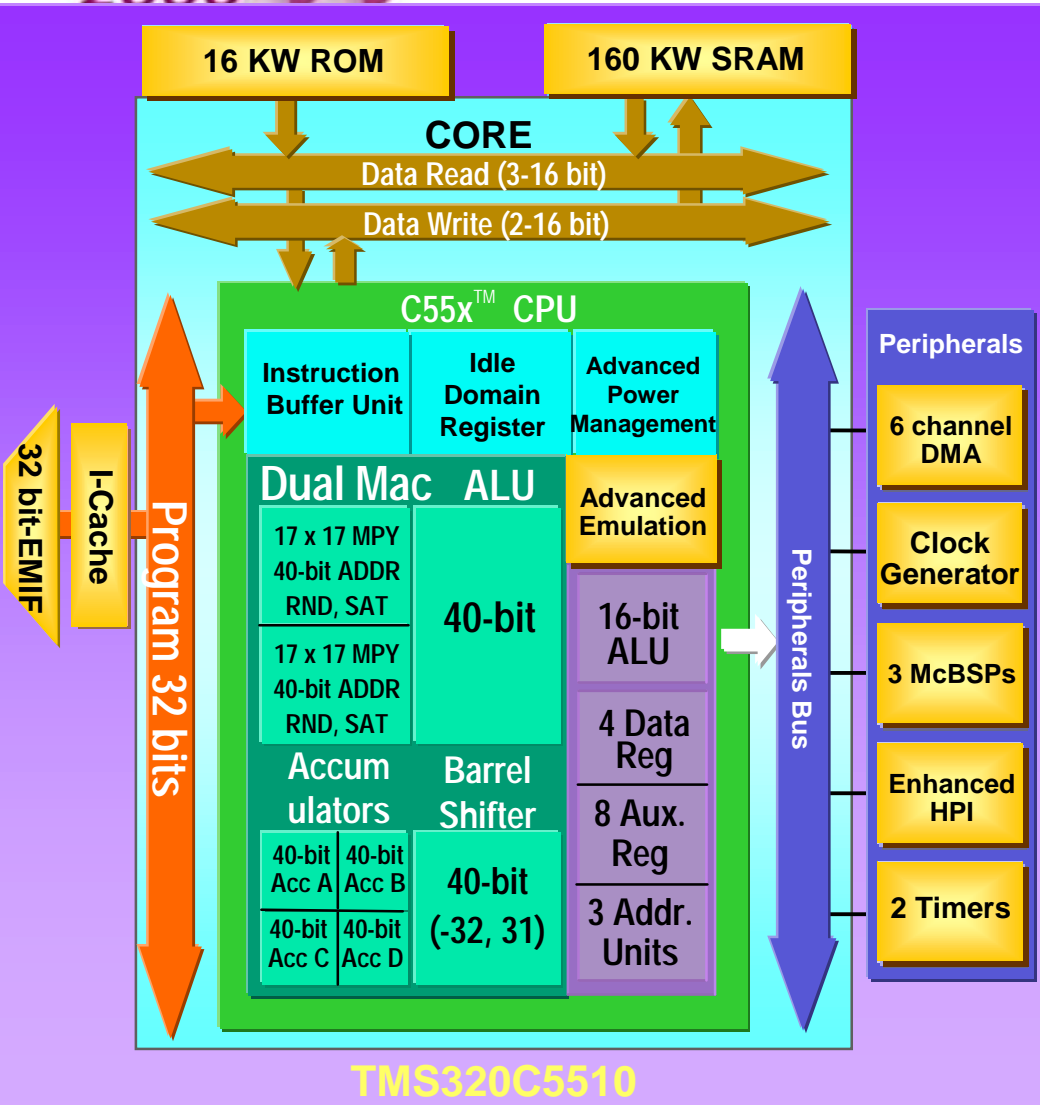 16 KW ROM
160 KW SRAM
CORE
Data Read (3-16 bit)
Data Write (2-16 bit)
C55x™ CPU
Instruction
Buffer Unit
Idle
Domain
Register
Advanced
Power
Management
Dual Mac
ALU
Advanced
Emulation
17 x 17 MPY
40-bit ADDR
RND, SAT
17 x 17 MPY
40-bit ADDR
RND, SAT
40-bit
16-bit
ALU
4 Data
Reg
8 Aux.
Reg
3 Addr.
Units
Accum
ulators
Barrel
Shifter
40-bit
Acc A
40-bit
Acc B
40-bit
Acc C
40-bit
Acc D
40-bit
(-32, 31)
32 bit-EMIF
I-Cache
Program 32 bits
Peripherals Bus
Peripherals
6 channel
DMA
Clock
Generator
3 McBSPs
Enhanced
HPI
2 Timers
TMS320C5510